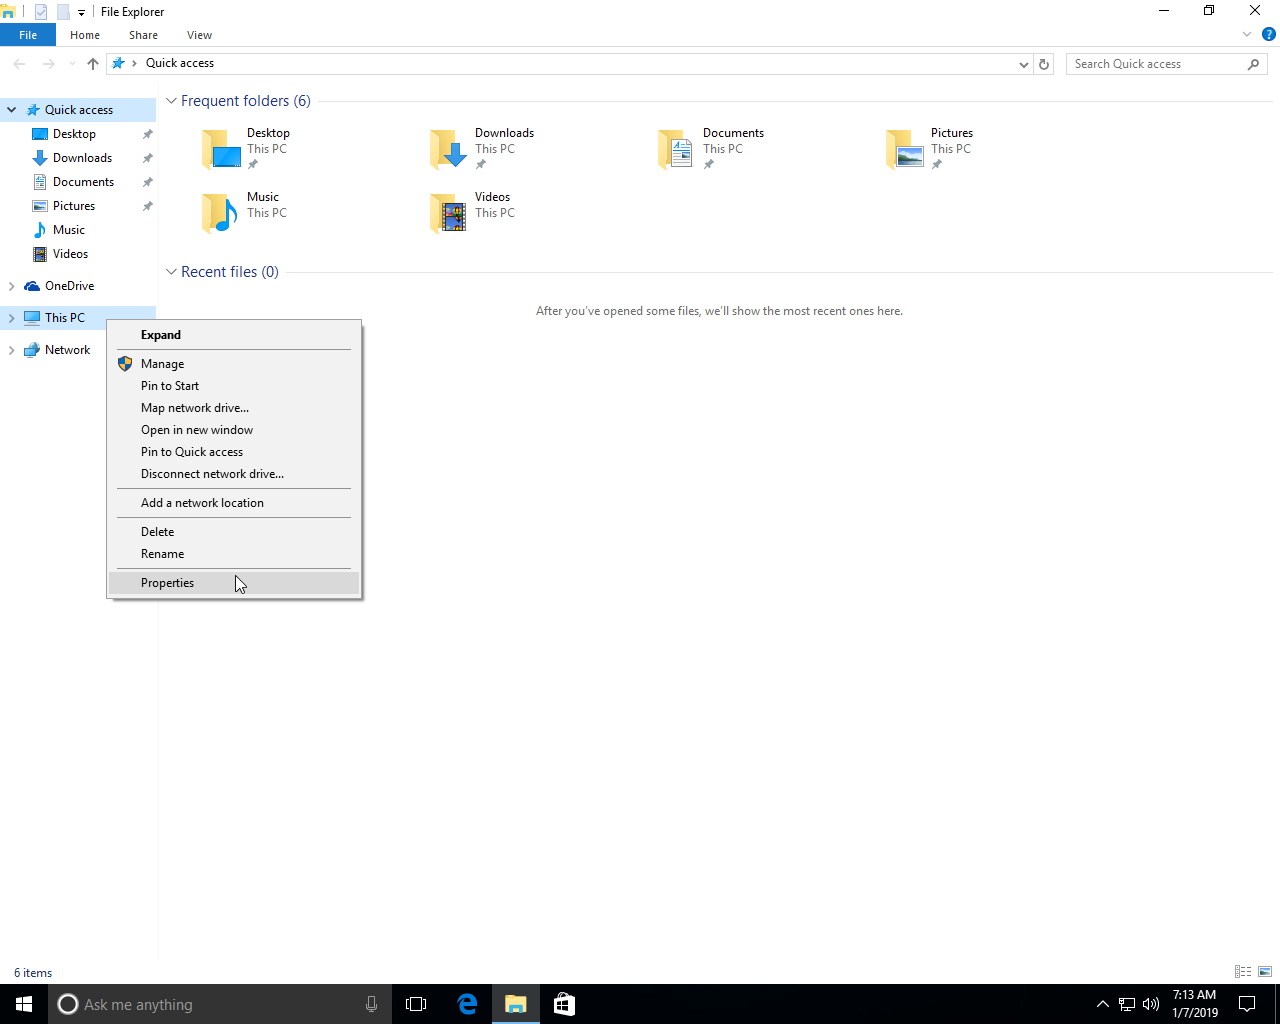 File Explorer
File Home Share View
Quick access
Search Quick access
Quick access
Desktop
Downloads
Documents
Pictures
Music
Videos
OneDrive
This PC
Network
Frequent folders (6)
Desktop
This PC
Downloads
This PC
Documents
This PC
Pictures
This PC
Music
This PC
Videos
This PC
Recent files (0)
After you've opened some files, we'll show the most recent ones here.
Expand
Manage
Pin to Start
Map network drive...
Open in new window
Pin to Quick access
Disconnect network drive...
Add a network location
Delete
Rename
Properties
6 items
Ask me anything
7:13 AM
1/7/2019